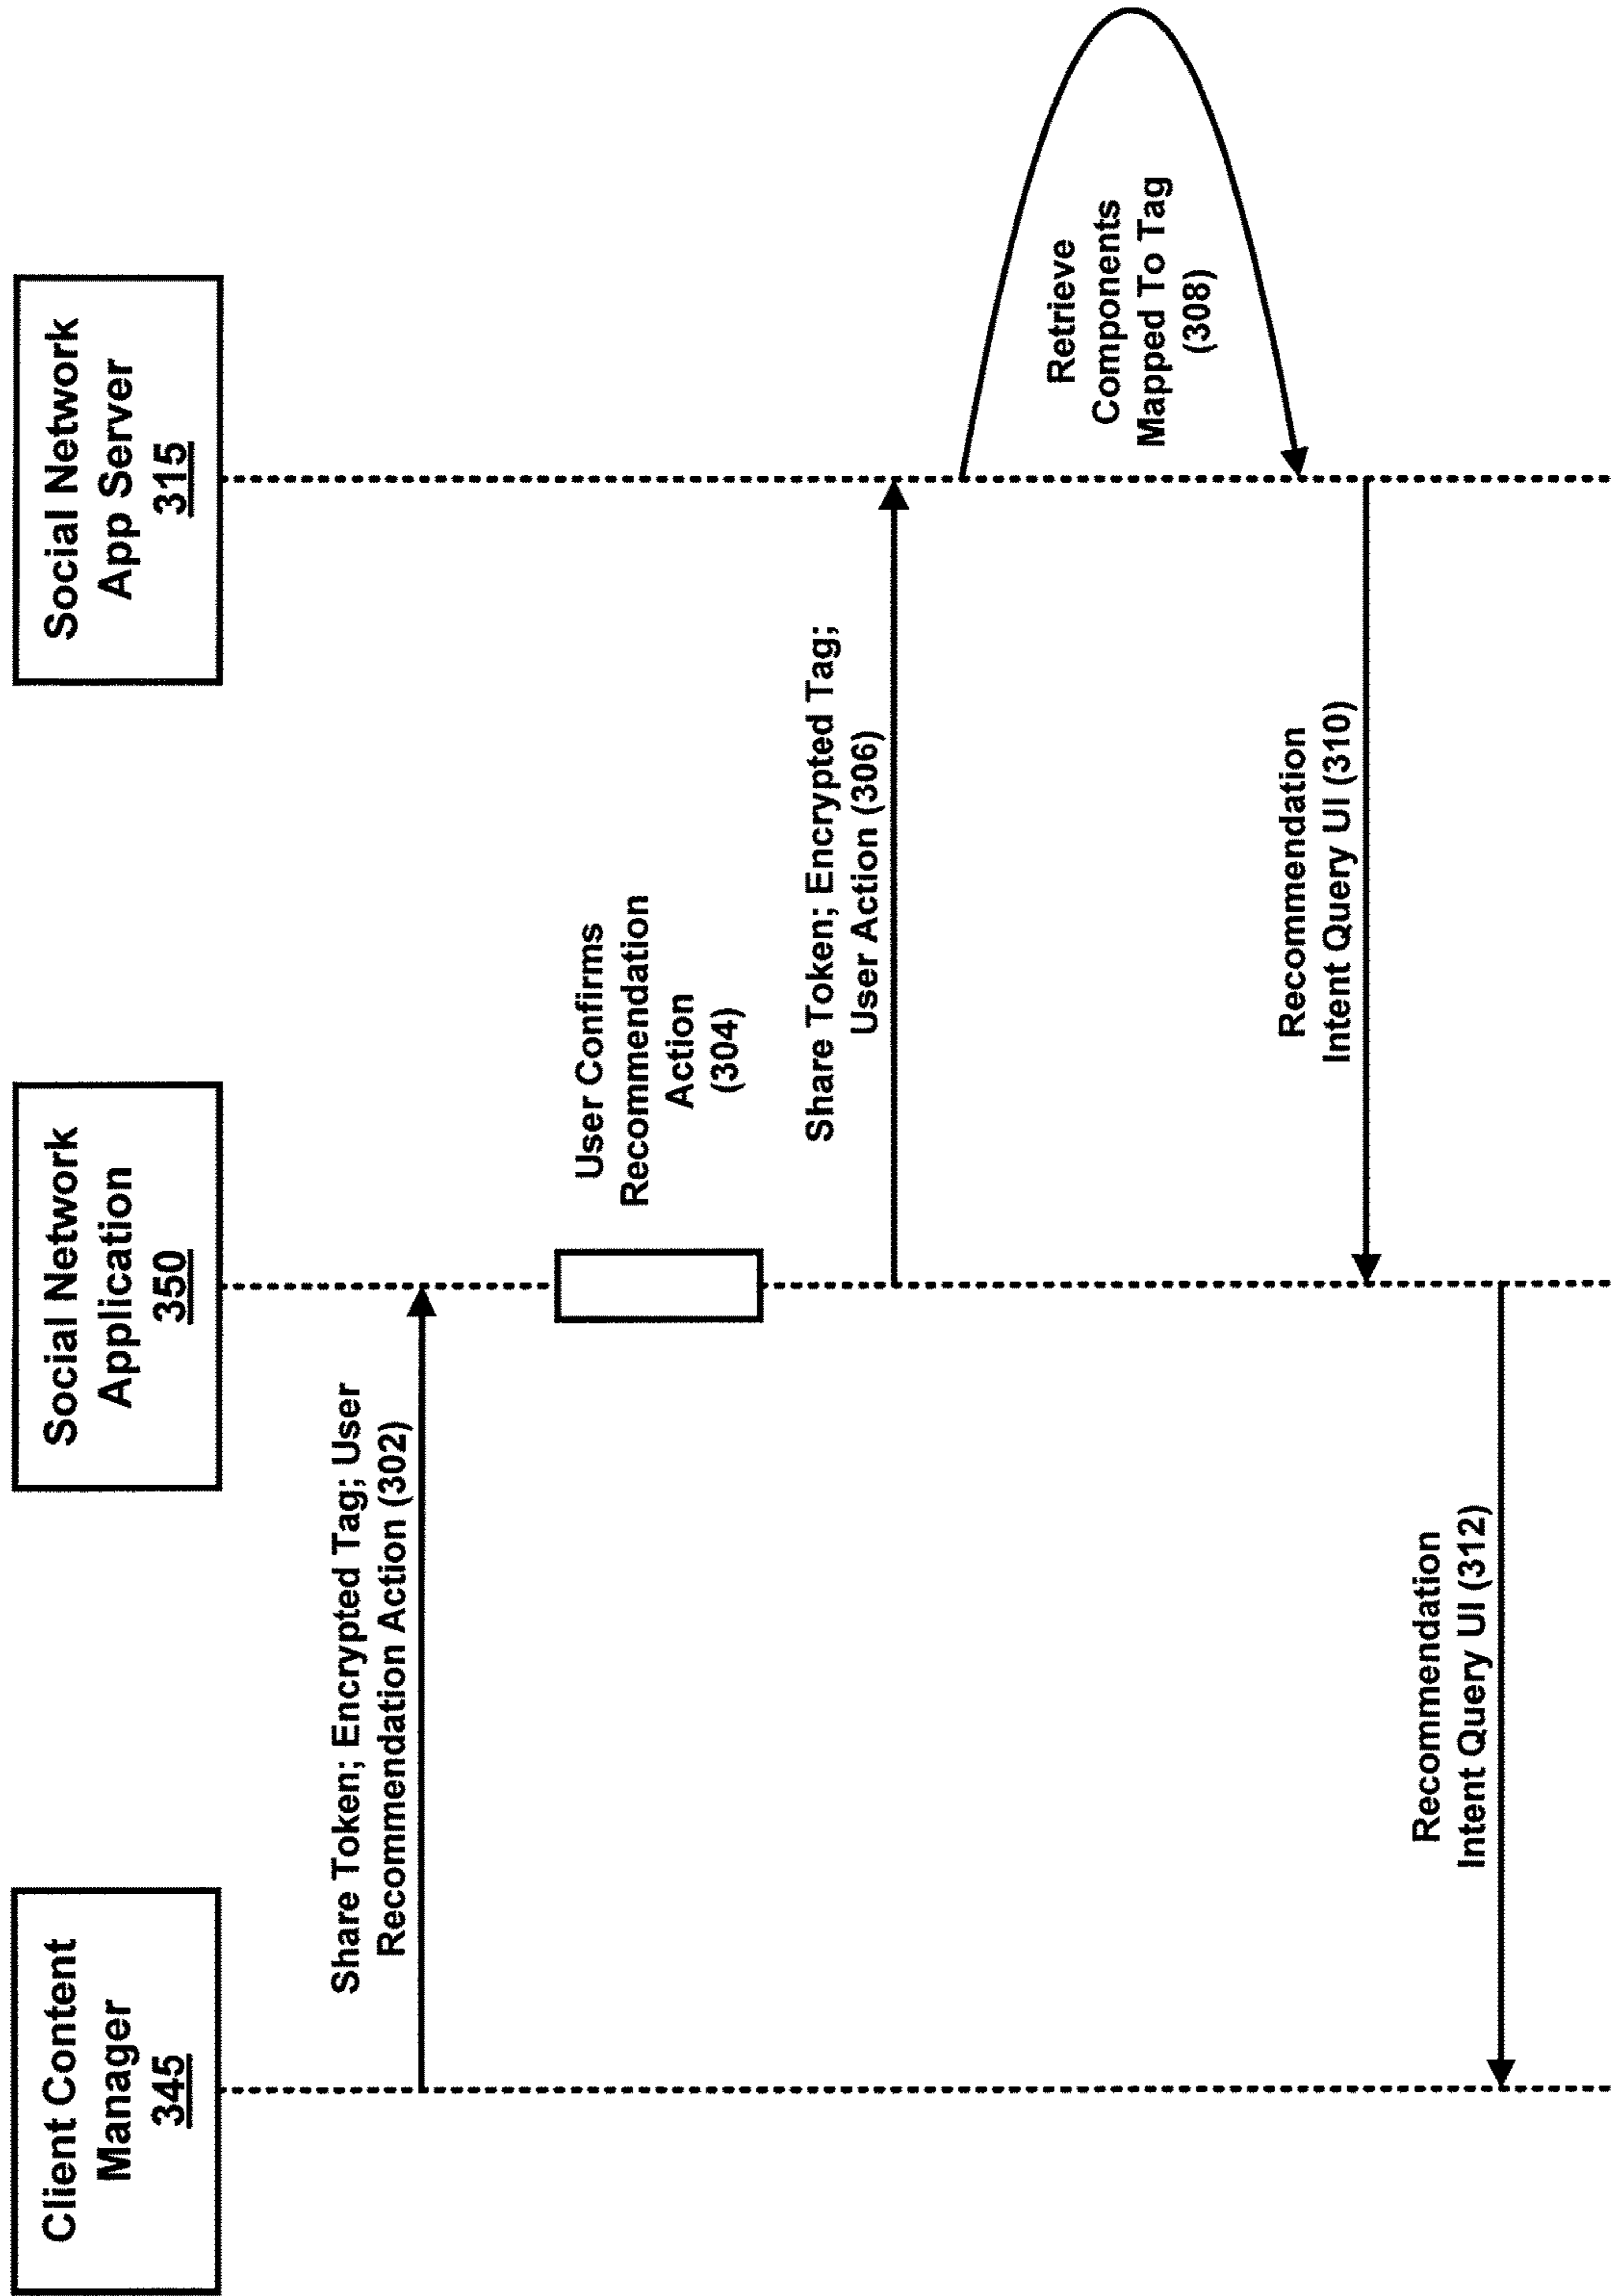 Client Content
Manager
345
Social Network
Application
350
Social Network
App Server
315
Share Token; Encrypted Tag; User
Recommendation Action (302)
User Confirms
Recommendation
Action
(304)
Share Token; Encrypted Tag;
User Action (306)
Retrieve
Components
Mapped To Tag
(308)
Recommendation
Intent Query UI (310)
Recommendation
Intent Query UI (312)